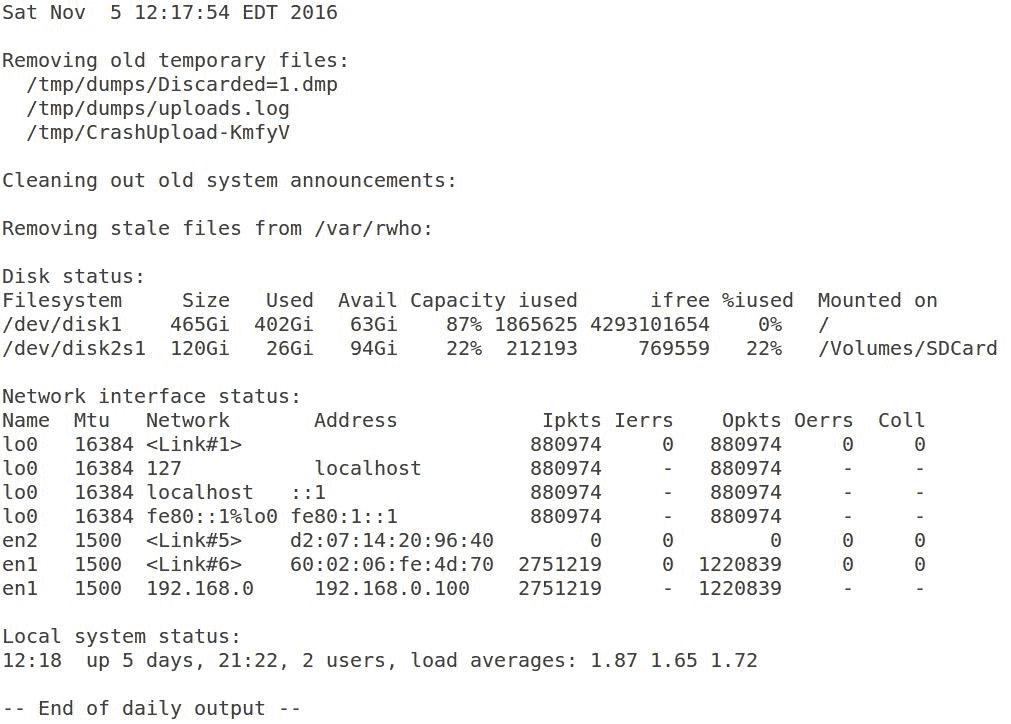 Sat Nov  5 12:17:54 EDT 2016

Removing old temporary files:
  /tmp/dumps/Discarded=1.dmp
  /tmp/dumps/uploads.log
  /tmp/CrashUpload-KmfyV

Cleaning out old system announcements:

Removing stale files from /var/rwho:

Disk status:
Filesystem     Size   Used  Avail Capacity iused      ifree %iused  Mounted on
/dev/disk1    465Gi  402Gi   63Gi    87% 1865625 4293101654    0%   /
/dev/disk2s1  120Gi   26Gi   94Gi    22%  212193     769559   22%   /Volumes/SDCard

Network interface status:
Name  Mtu   Network       Address            Ipkts Ierrs    Opkts Oerrs  Coll
lo0   16384 <Link#1>                        880974     0   880974     0     0
lo0   16384 127           localhost         880974     -   880974     -     -
lo0   16384 localhost   ::1                 880974     -   880974     -     -
lo0   16384 fe80::1%lo0 fe80:1::1           880974     -   880974     -     -
en2   1500  <Link#5>    d2:07:14:20:96:40        0     0        0     0     0
en1   1500  <Link#6>    60:02:06:fe:4d:70  2751219     0  1220839     0     0
en1   1500  192.168.0     192.168.0.100    2751219     -  1220839     -     -

Local system status:
12:18  up 5 days, 21:22, 2 users, load averages: 1.87 1.65 1.72

-- End of daily output --